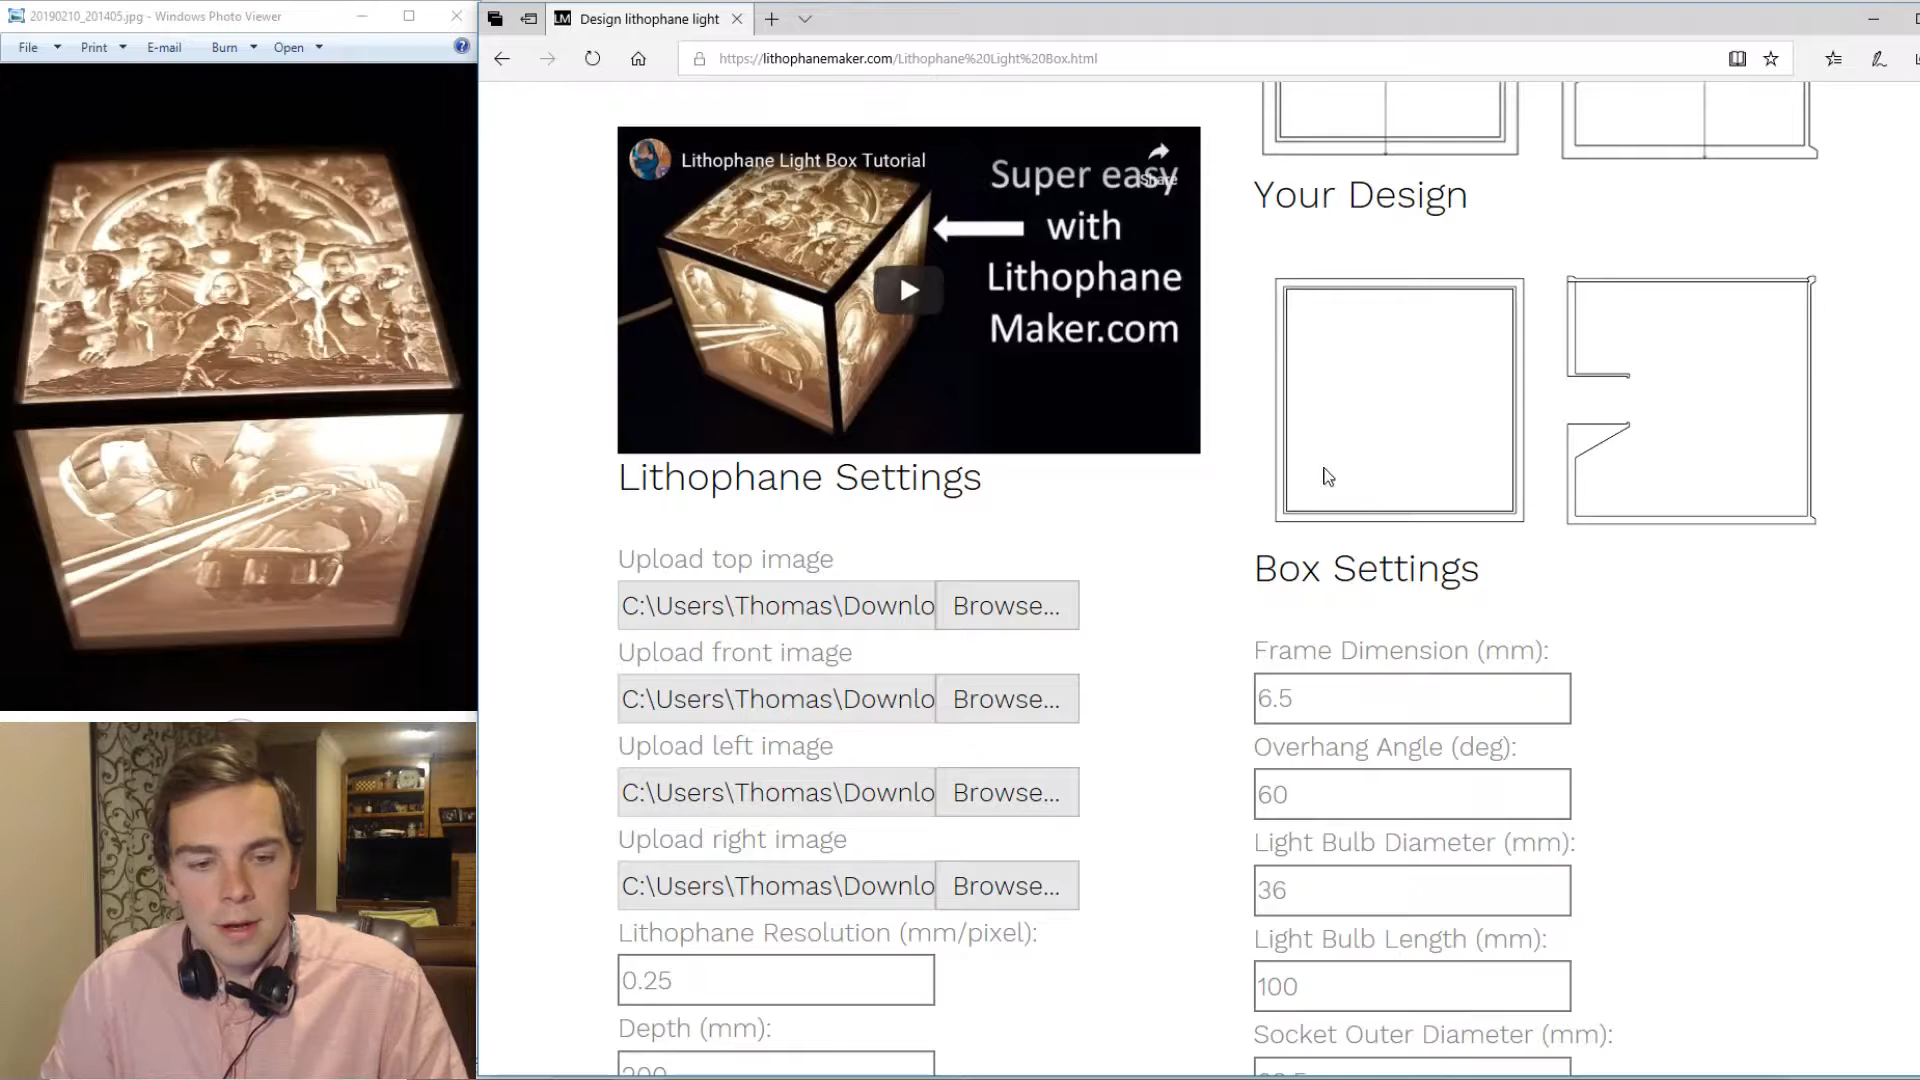 20190210_201405.jpg - Windows Photo Viewer
File Print E-mail Burn Open
Design lithophane light
https://lithophanemaker.com/Lithophane%20Light%20Box.html
Lithophane Light Box Tutorial
Share
Super easy
with
Lithophane
Maker.com
Lithophane Settings
Upload top image
C:\Users\Thomas\Downlo Browse...
Upload front image
C:\Users\Thomas\Downlo Browse...
Upload left image
C:\Users\Thomas\Downlo Browse...
Upload right image
C:\Users\Thomas\Downlo Browse...
Lithophane Resolution (mm/pixel):
0.25
Depth (mm):
Your Design
Box Settings
Frame Dimension (mm):
6.5
Overhang Angle (deg):
60
Light Bulb Diameter (mm):
36
Light Bulb Length (mm):
100
Socket Outer Diameter (mm):